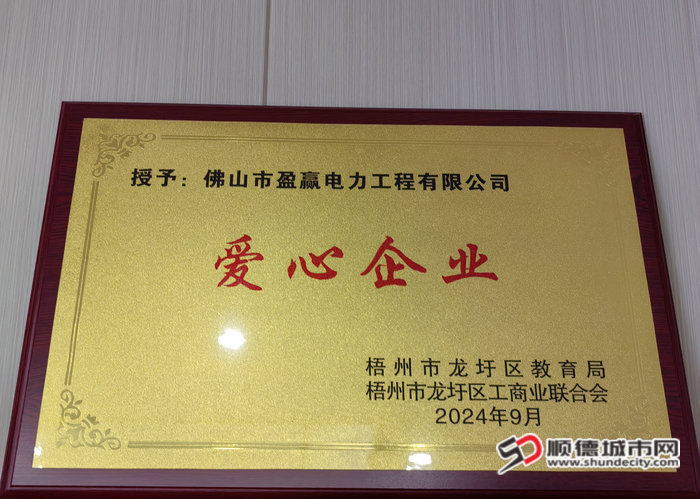 授予：佛山市盈赢电力工程有限公司
爱心企业
梧州市龙圩区教育局
梧州市龙圩区工商业联合会
2024年9月
顺德城市网
www.shundecity.com